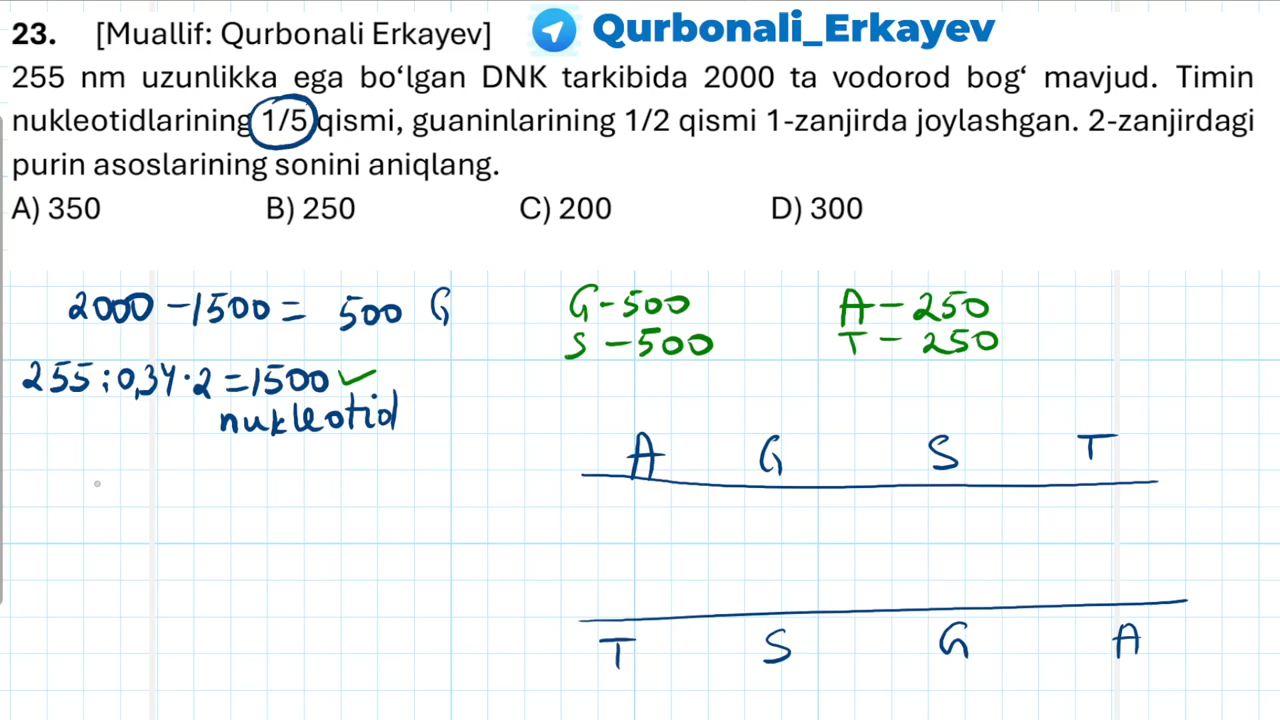 23. [Muallif: Qurbonali Erkayev] Qurbonali_Erkayev
255 nm uzunlikka ega bo‘lgan DNK tarkibida 2000 ta vodorod bog‘ mavjud. Timin
nukleotidlarining 1/5 qismi, guaninlarining 1/2 qismi 1-zanjirda joylashgan. 2-zanjirdagi
purin asoslarining sonini aniqlang.
A) 350 B) 250 C) 200 D) 300
2000 - 1500 = 500 G
G - 500 A - 250
S - 500 T - 250
255 : 0,34 · 2 = 1500 ✓
nukleotid
A G S T
T S G A